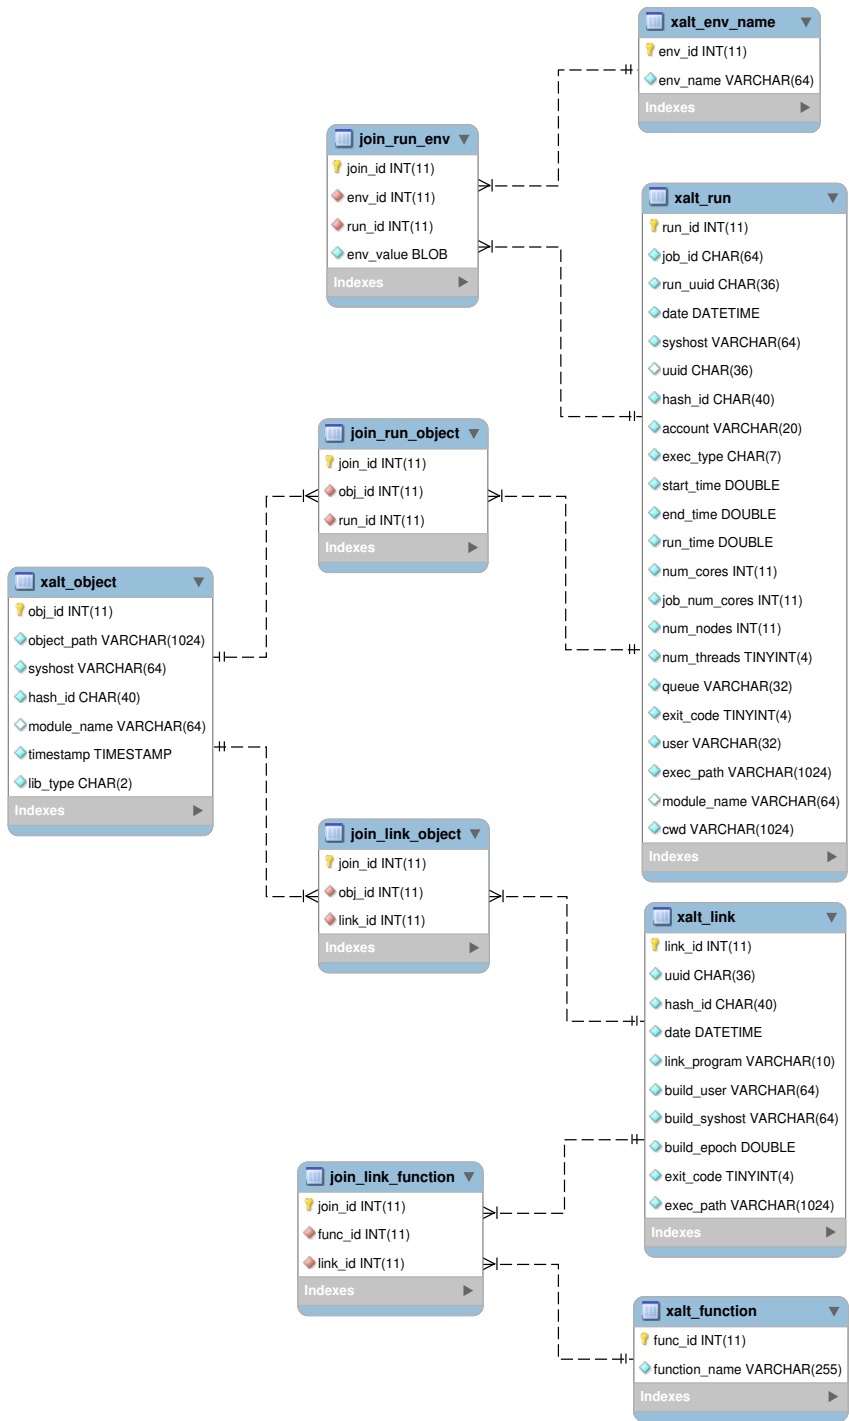 xalt_env_name
env_id INT(11)
env_name VARCHAR(64)
Indexes
join_run_env
join_id INT(11)
env_id INT(11)
run_id INT(11)
env_value BLOB
Indexes
xalt_run
run_id INT(11)
job_id CHAR(64)
run_uuid CHAR(36)
date DATETIME
syshost VARCHAR(64)
uuid CHAR(36)
hash_id CHAR(40)
account VARCHAR(20)
exec_type CHAR(7)
start_time DOUBLE
end_time DOUBLE
run_time DOUBLE
num_cores INT(11)
job_num_cores INT(11)
num_nodes INT(11)
num_threads TINYINT(4)
queue VARCHAR(32)
exit_code TINYINT(4)
user VARCHAR(32)
exec_path VARCHAR(1024)
module_name VARCHAR(64)
cwd VARCHAR(1024)
Indexes
join_run_object
join_id INT(11)
obj_id INT(11)
run_id INT(11)
Indexes
xalt_object
obj_id INT(11)
object_path VARCHAR(1024)
syshost VARCHAR(64)
hash_id CHAR(40)
module_name VARCHAR(64)
timestamp TIMESTAMP
lib_type CHAR(2)
Indexes
join_link_object
join_id INT(11)
obj_id INT(11)
link_id INT(11)
Indexes
xalt_link
link_id INT(11)
uuid CHAR(36)
hash_id CHAR(40)
date DATETIME
link_program VARCHAR(10)
build_user VARCHAR(64)
build_syshost VARCHAR(64)
build_epoch DOUBLE
exit_code TINYINT(4)
exec_path VARCHAR(1024)
Indexes
join_link_function
join_id INT(11)
func_id INT(11)
link_id INT(11)
Indexes
xalt_function
func_id INT(11)
function_name VARCHAR(255)
Indexes